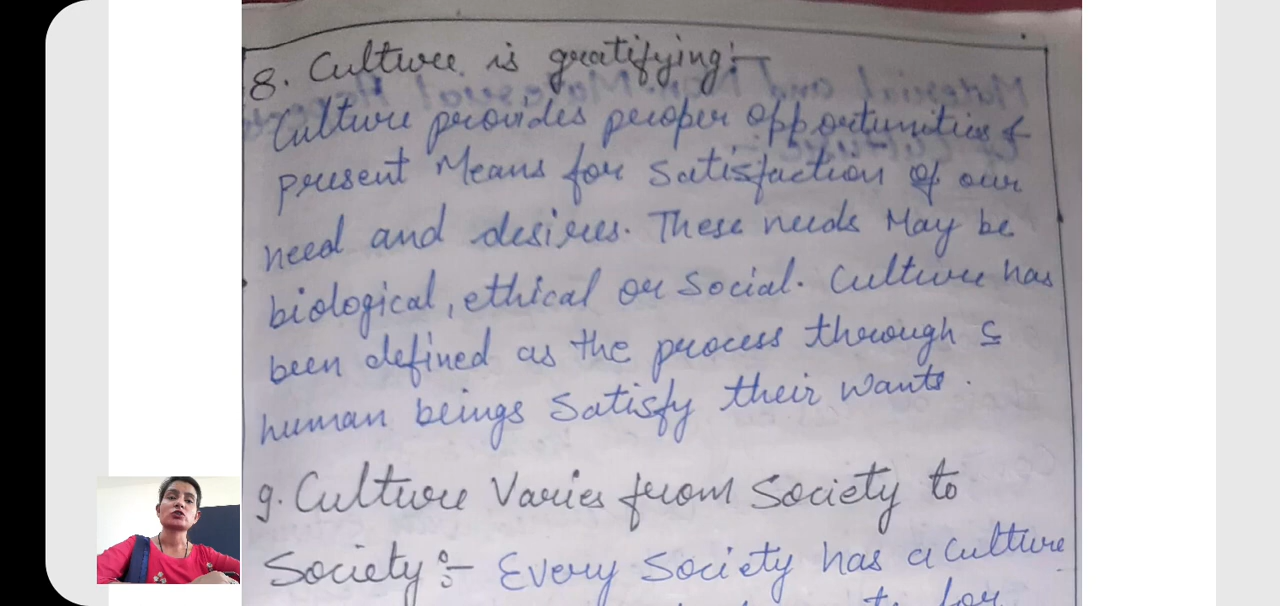 8. Culture is gratifying:-
Culture provides proper opportunities &
present Means for satisfaction of our
need and desires. These needs May be
biological, ethical or Social. Culture has
been defined as the process through ⊆
human beings Satisfy their wants.
9. Culture Varies from Society to
Society :- Every Society has a culture
for